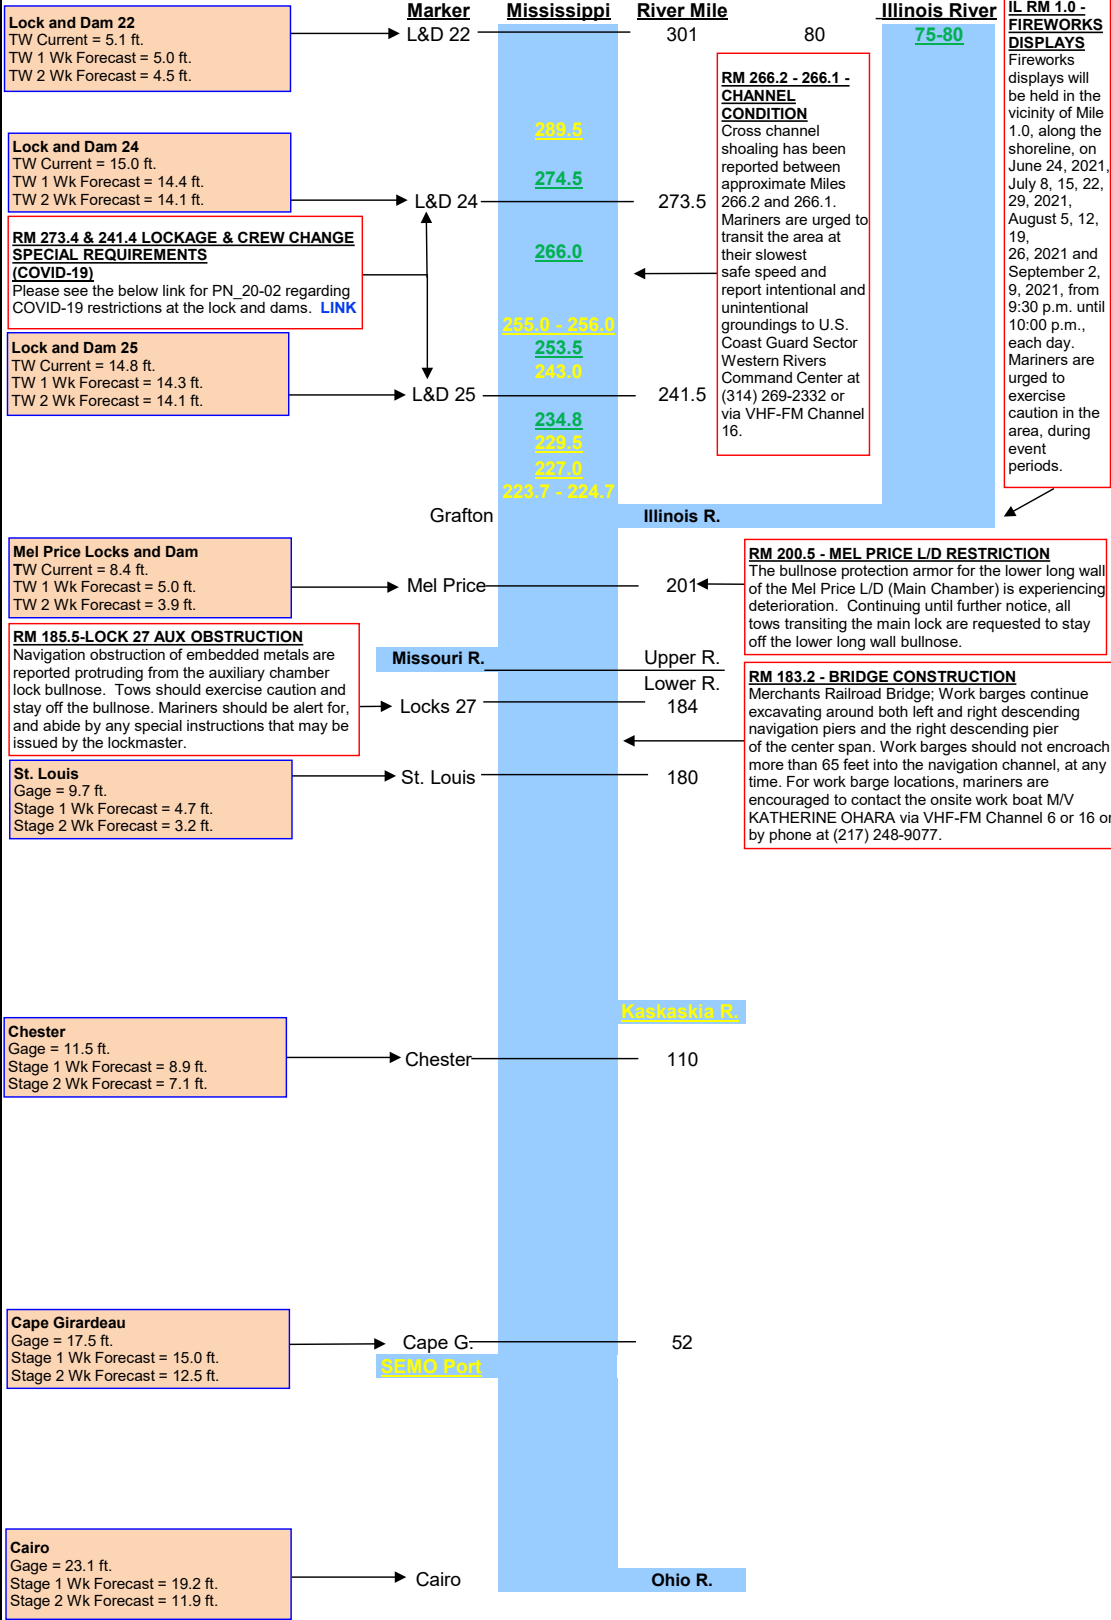 Marker
Mississippi
River Mile
Illinois River
Lock and Dam 22
TW Current = 5.1 ft.
TW 1 Wk Forecast = 5.0 ft.
TW 2 Wk Forecast = 4.5 ft.
L&D 22
301
80
75-80
IL RM 1.0 -
FIREWORKS
DISPLAYS
Fireworks
displays will
be held in the
vicinity of Mile
1.0, along the
shoreline, on
June 24, 2021,
July 8, 15, 22,
29, 2021,
August 5, 12,
19,
26, 2021 and
September 2,
9, 2021, from
9:30 p.m. until
10:00 p.m.,
each day.
Mariners are
urged to
exercise
caution in the
area, during
event
periods.
RM 266.2 - 266.1 -
CHANNEL
CONDITION
Cross channel
shoaling has been
reported between
approximate Miles
266.2 and 266.1.
Mariners are urged to
transit the area at
their slowest
safe speed and
report intentional and
unintentional
groundings to U.S.
Coast Guard Sector
Western Rivers
Command Center at
(314) 269-2332 or
via VHF-FM Channel
16.
289.5
Lock and Dam 24
TW Current = 15.0 ft.
TW 1 Wk Forecast = 14.4 ft.
TW 2 Wk Forecast = 14.1 ft.
274.5
L&D 24
273.5
RM 273.4 & 241.4 LOCKAGE & CREW CHANGE
SPECIAL REQUIREMENTS
(COVID-19)
Please see the below link for PN_20-02 regarding
COVID-19 restrictions at the lock and dams. LINK
266.0
255.0 - 256.0
253.5
243.0
Lock and Dam 25
TW Current = 14.8 ft.
TW 1 Wk Forecast = 14.3 ft.
TW 2 Wk Forecast = 14.1 ft.
L&D 25
241.5
234.8
229.5
227.0
223.7 - 224.7
Grafton
Illinois R.
Mel Price Locks and Dam
TW Current = 8.4 ft.
TW 1 Wk Forecast = 5.0 ft.
TW 2 Wk Forecast = 3.9 ft.
Mel Price
201
RM 200.5 - MEL PRICE L/D RESTRICTION
The bullnose protection armor for the lower long wall
of the Mel Price L/D (Main Chamber) is experiencing
deterioration. Continuing until further notice, all
tows transiting the main lock are requested to stay
off the lower long wall bullnose.
RM 185.5-LOCK 27 AUX OBSTRUCTION
Navigation obstruction of embedded metals are
reported protruding from the auxiliary chamber
lock bullnose. Tows should exercise caution and
stay off the bullnose. Mariners should be alert for,
and abide by any special instructions that may be
issued by the lockmaster.
Missouri R.
Upper R.
Lower R.
Locks 27
184
RM 183.2 - BRIDGE CONSTRUCTION
Merchants Railroad Bridge; Work barges continue
excavating around both left and right descending
navigation piers and the right descending pier
of the center span. Work barges should not encroach
more than 65 feet into the navigation channel, at any
time. For work barge locations, mariners are
encouraged to contact the onsite work boat M/V
KATHERINE OHARA via VHF-FM Channel 6 or 16 or
by phone at (217) 248-9077.
St. Louis
Gage = 9.7 ft.
Stage 1 Wk Forecast = 4.7 ft.
Stage 2 Wk Forecast = 3.2 ft.
St. Louis
180
Kaskaskia R.
Chester
Gage = 11.5 ft.
Stage 1 Wk Forecast = 8.9 ft.
Stage 2 Wk Forecast = 7.1 ft.
Chester
110
Cape Girardeau
Gage = 17.5 ft.
Stage 1 Wk Forecast = 15.0 ft.
Stage 2 Wk Forecast = 12.5 ft.
Cape G.
52
SEMO Port
Cairo
Gage = 23.1 ft.
Stage 1 Wk Forecast = 19.2 ft.
Stage 2 Wk Forecast = 11.9 ft.
Cairo
Ohio R.